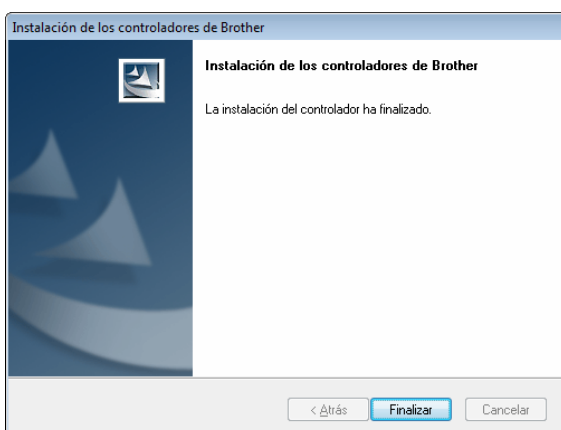 Instalación de los controladores de Brother
Instalación de los controladores de Brother
La instalación del controlador ha finalizado.
< Atrás Finalizar Cancelar